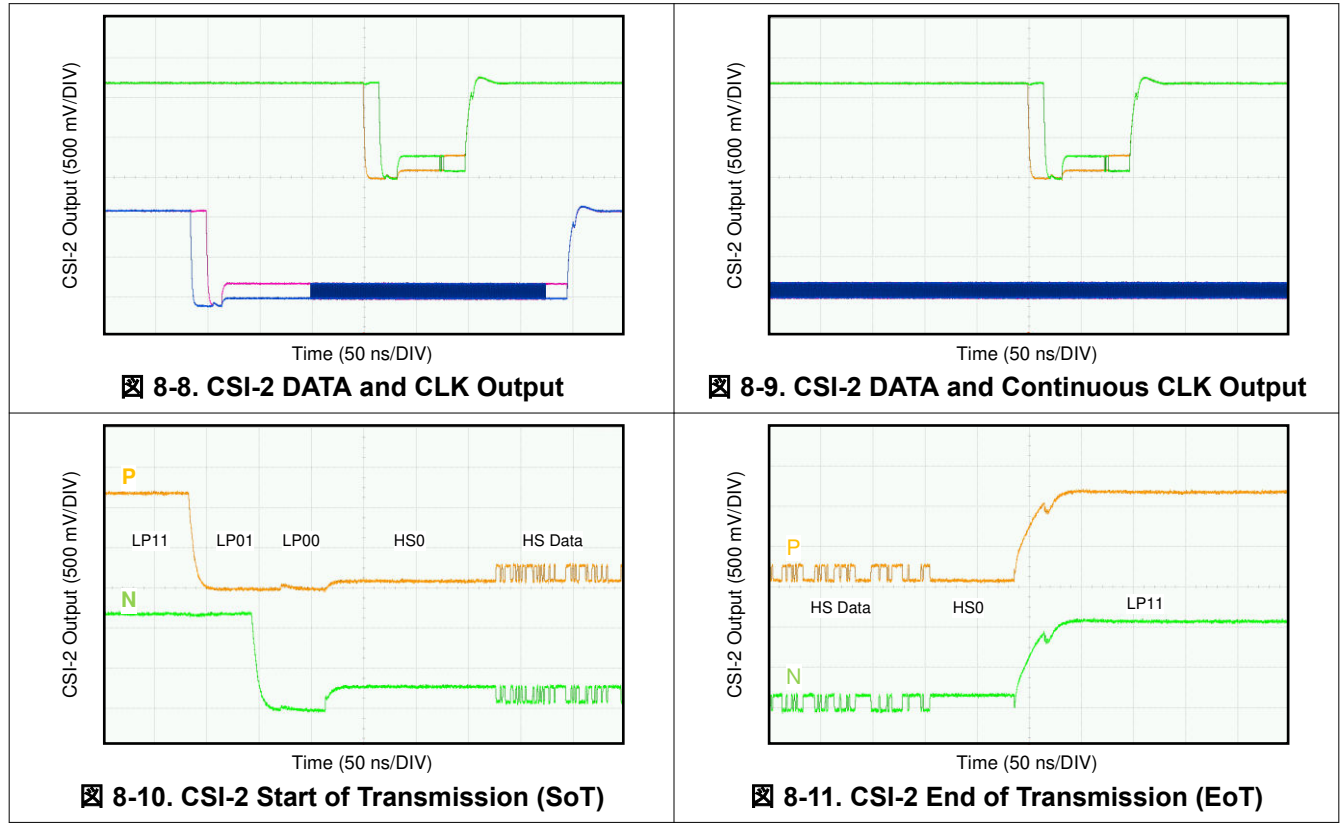 CSI-2 Output (500 mV/DIV)
Time (50 ns/DIV)
図 8-8. CSI-2 DATA and CLK Output
CSI-2 Output (500 mV/DIV)
Time (50 ns/DIV)
図 8-9. CSI-2 DATA and Continuous CLK Output
CSI-2 Output (500 mV/DIV)
P
LP11 LP01 LP00 HS0 HS Data
N
Time (50 ns/DIV)
図 8-10. CSI-2 Start of Transmission (SoT)
CSI-2 Output (500 mV/DIV)
P
HS Data HS0 LP11
N
Time (50 ns/DIV)
図 8-11. CSI-2 End of Transmission (EoT)